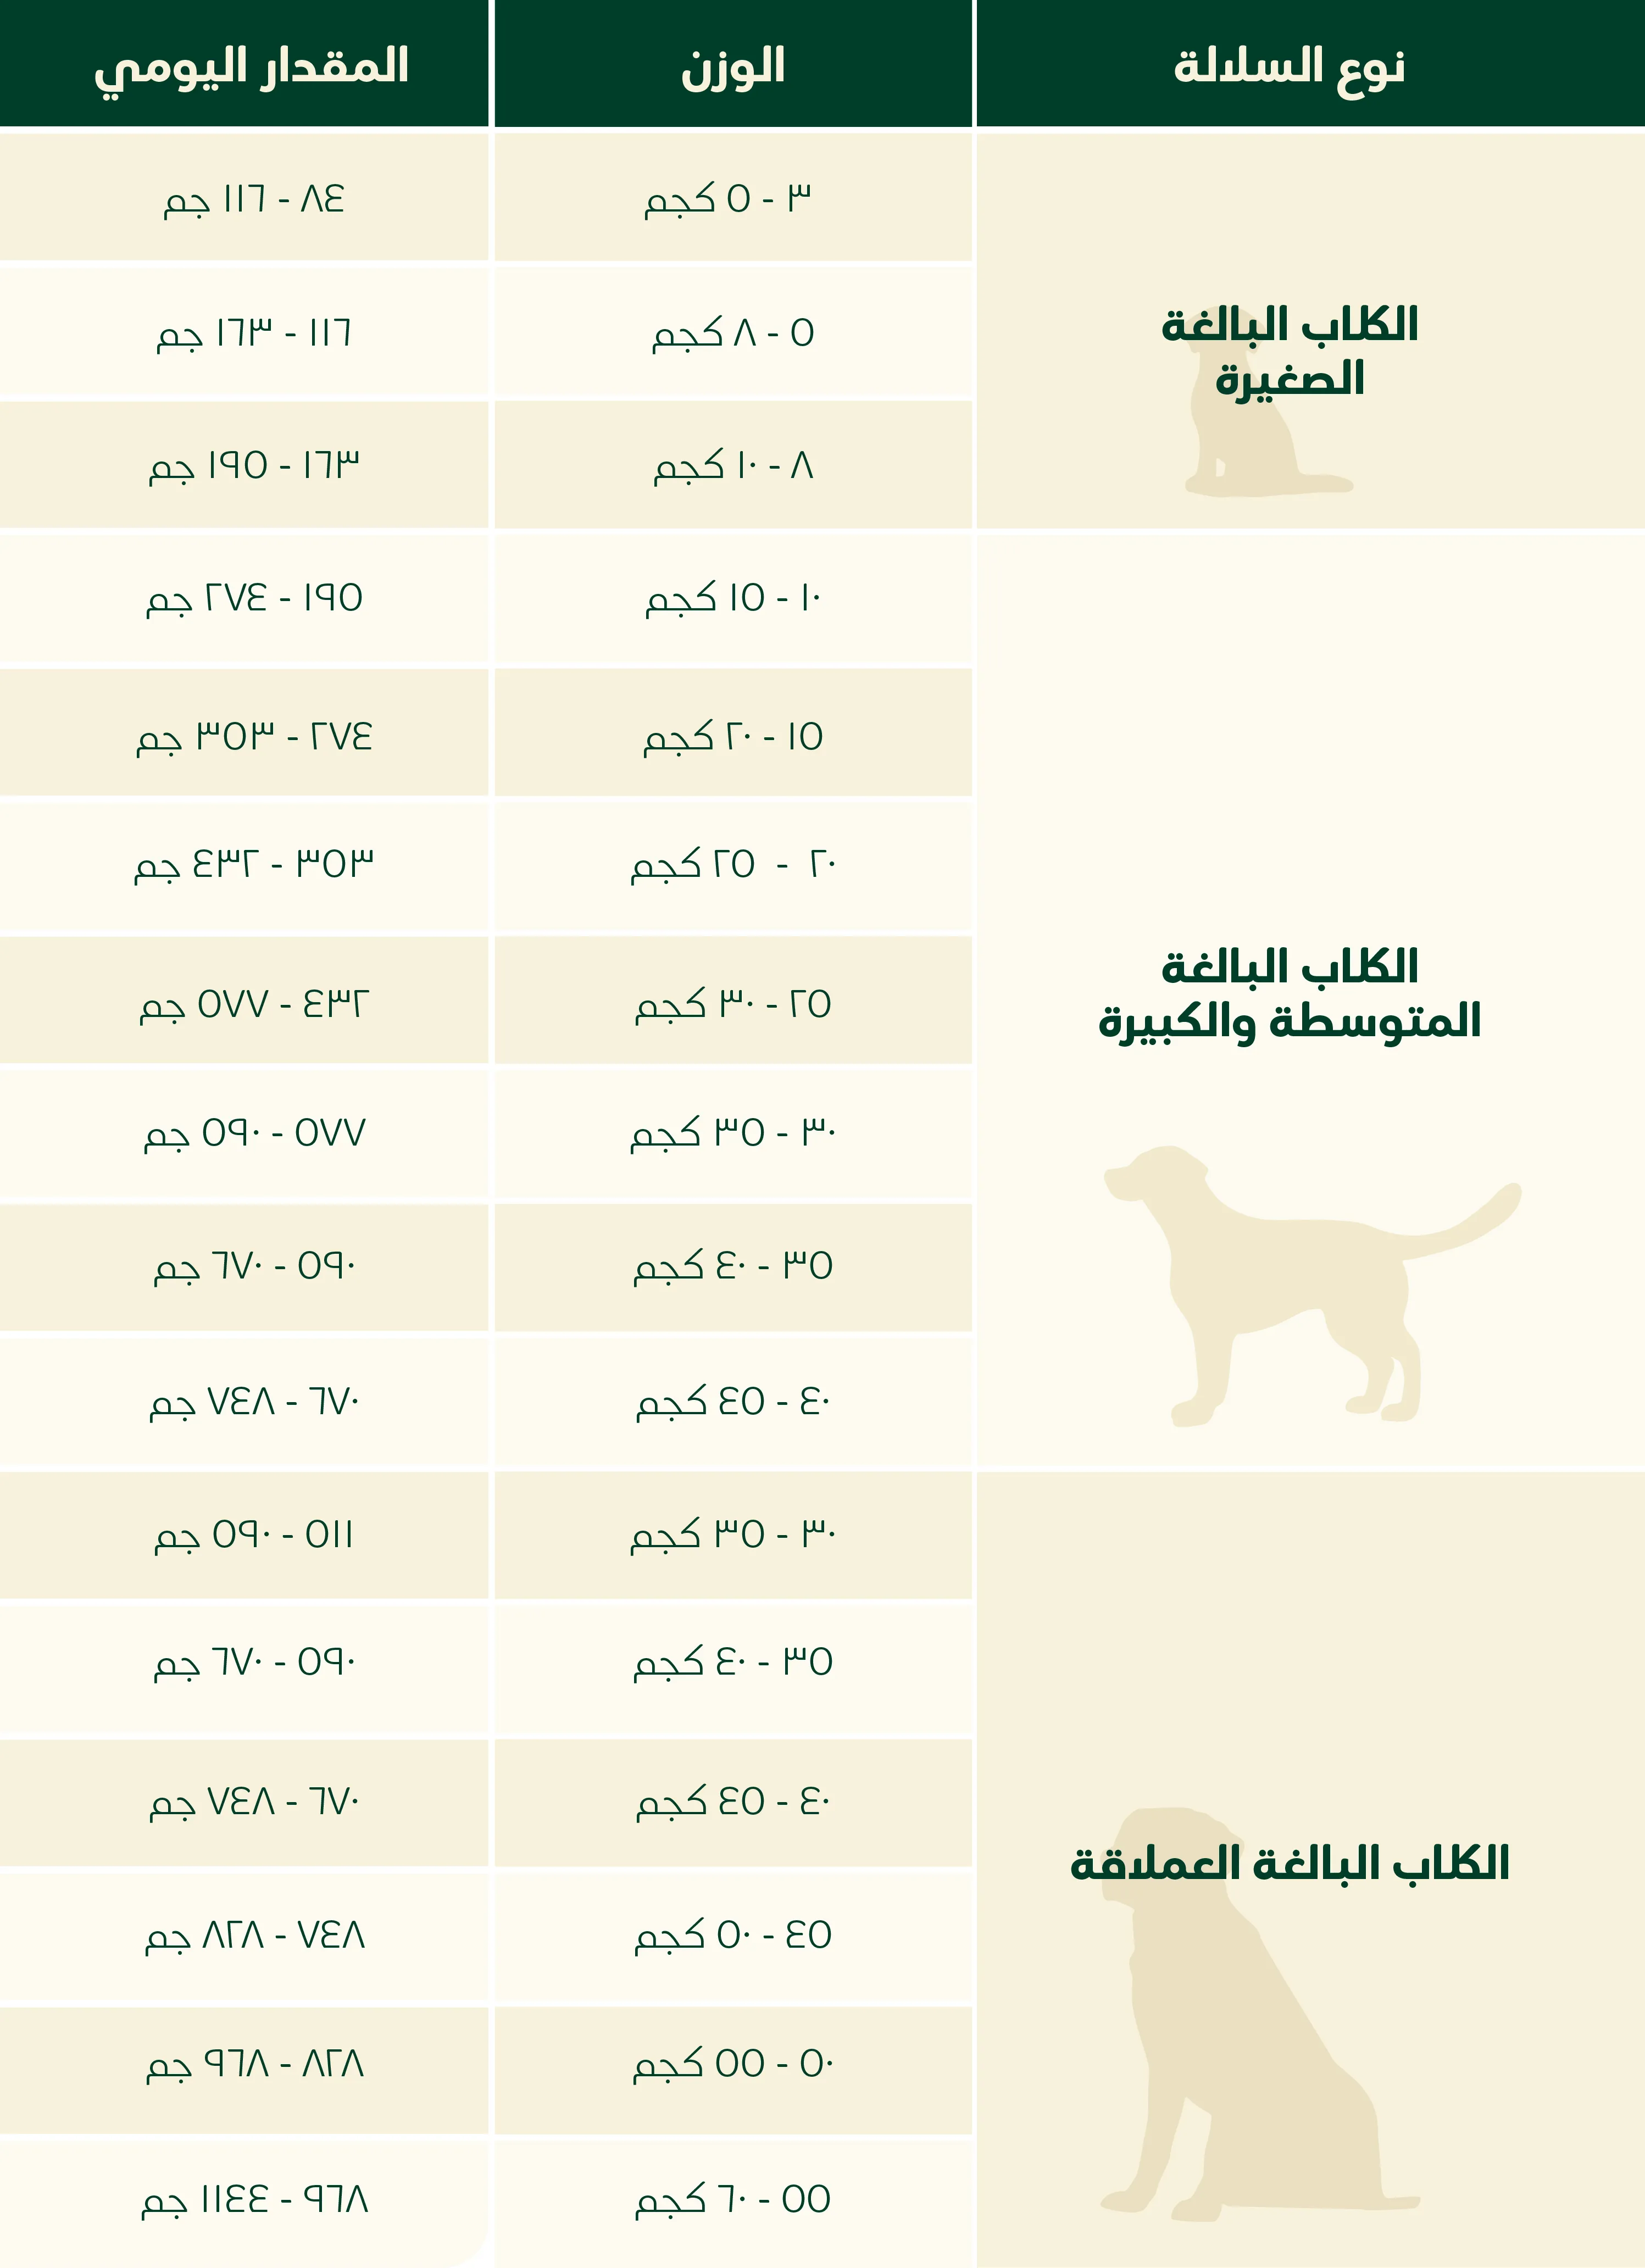 نوع السلالة الوزن المقدار اليومي
الكلاب البالغة
الصغيرة
٣ - ٥ كجم ٨٤ - ١١٦ جم
٥ - ٨ كجم ١١٦ - ١٦٣ جم
٨ - ١٠ كجم ١٦٣ - ١٩٥ جم
الكلاب البالغة
المتوسطة والكبيرة
١٠ - ١٥ كجم ١٩٥ - ٢٧٤ جم
١٥ - ٢٠ كجم ٢٧٤ - ٣٥٣ جم
٢٠ - ٢٥ كجم ٣٥٣ - ٤٣٢ جم
٢٥ - ٣٠ كجم ٤٣٢ - ٥٧٧ جم
٣٠ - ٣٥ كجم ٥٧٧ - ٥٩٠ جم
٣٥ - ٤٠ كجم ٥٩٠ - ٦٧٠ جم
٤٠ - ٤٥ كجم ٦٧٠ - ٧٤٨ جم
الكلاب البالغة العملاقة
٣٠ - ٣٥ كجم ٥١١ - ٥٩٠ جم
٣٥ - ٤٠ كجم ٥٩٠ - ٦٧٠ جم
٤٠ - ٤٥ كجم ٦٧٠ - ٧٤٨ جم
٤٥ - ٥٠ كجم ٧٤٨ - ٨٢٨ جم
٥٠ - ٥٥ كجم ٨٢٨ - ٩٦٨ جم
٥٥ - ٦٠ كجم ٩٦٨ - ١١٤٤ جم